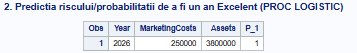 2. Predictia riscului/probabilitatii de a fi un an Excelent (PROC LOGISTIC)
Obs Year MarketingCosts Assets P_1
1 2026 250000 3800000 1